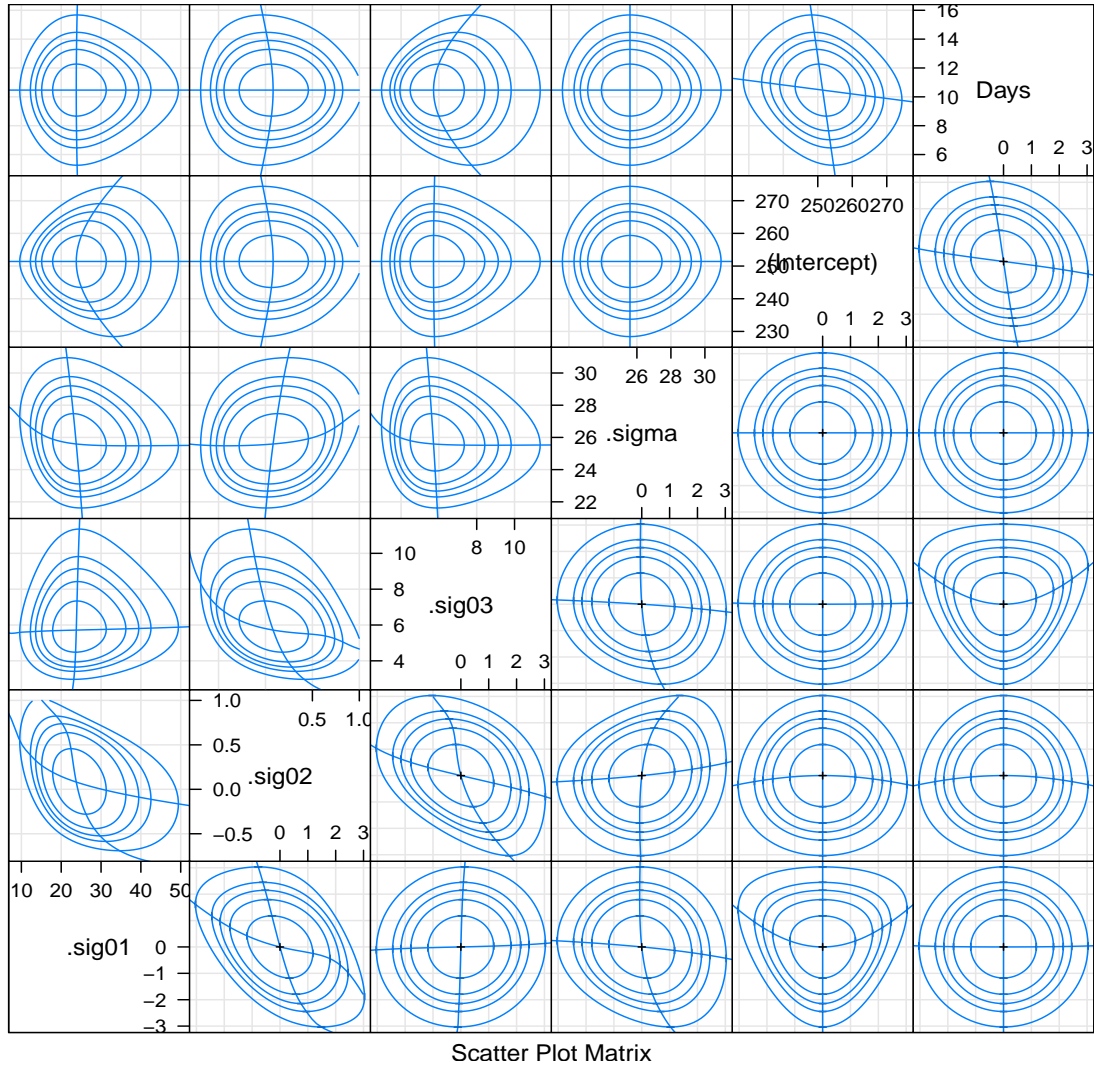 16
14
12
10 Days
8 0 1 2 3
6
270 250 260 270
260
250 (Intercept)
240 0 1 2 3
230
30 26 28 30
28
26 .sigma
24 0 1 2 3
22
8 10
10
8 .sig03
6
4 0 1 2 3
1.0 0.5 1.0
0.5
0.0 .sig02
−0.5 0 1 2 3
10 20 30 40 50
.sig01 0
−1
−2
−3
Scatter Plot Matrix